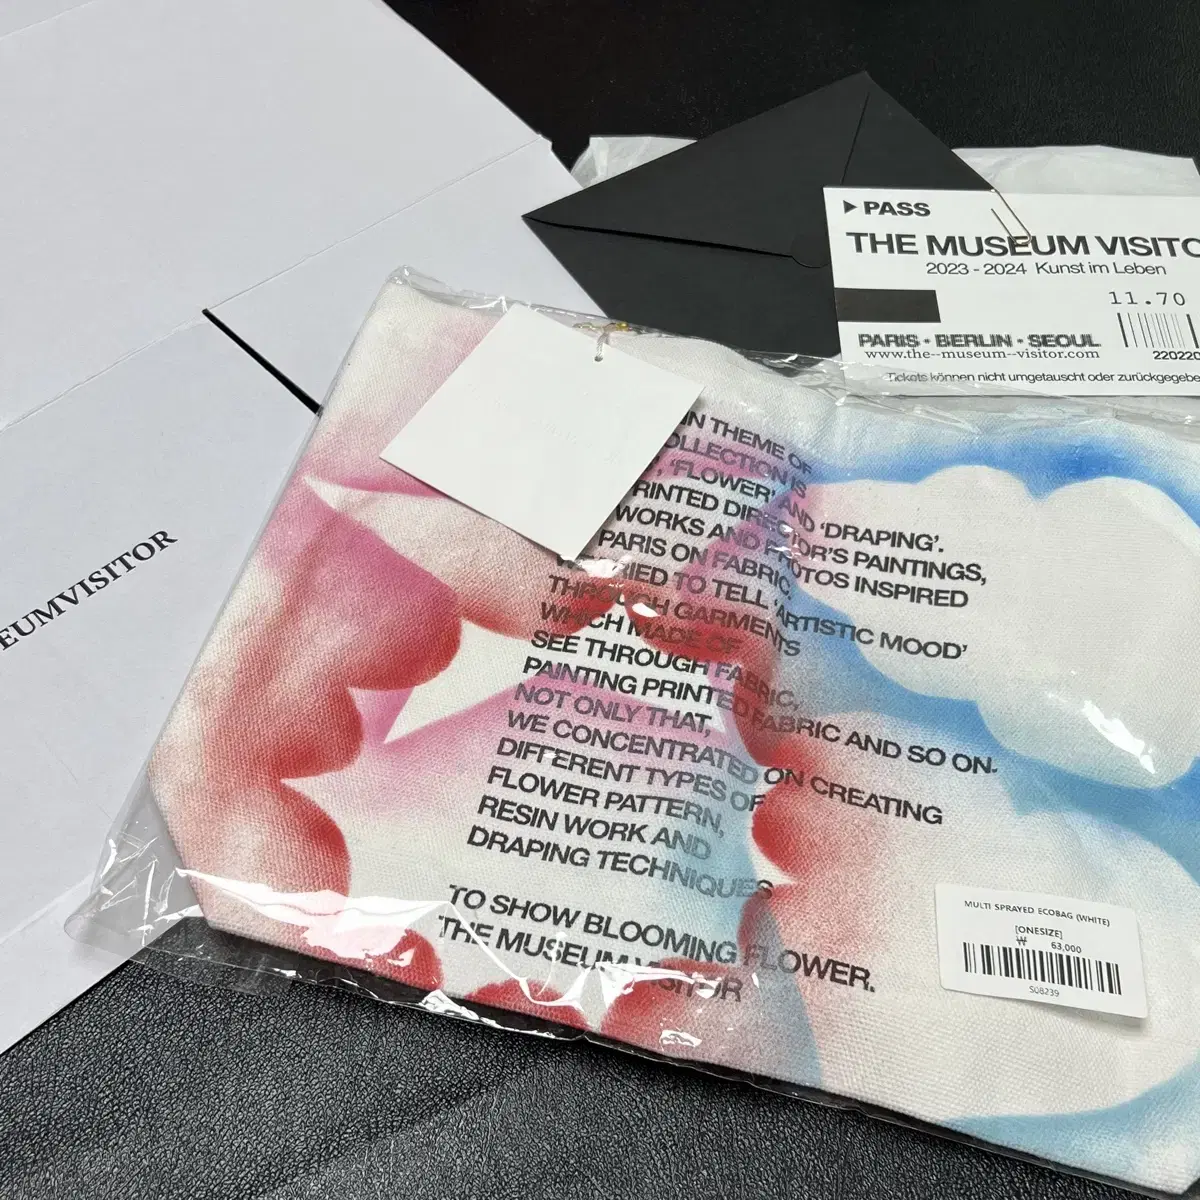 ▶ PASS
THE MUSEUM VISITO
2023 - 2024 Kunst im Leben
11.70
PARIS + BERLIN + SEOUL
www.the--museum--visitor.com
220220
Tickets können nicht umgetauscht oder zurückgegebe
EUMVISITOR
IN THEME OF
OLLECTION IS
', 'FLOWER' AND 'DRAPING'.
RINTED DIRECTOR'S PAINTINGS,
WORKS AND PHOTOS INSPIRED
PARIS ON FABRIC.
TRIED TO TELL 'ARTISTIC MOOD'
THROUGH GARMENTS
WHICH MADE OF
SEE THROUGH FABRIC,
PAINTING PRINTED FABRIC AND SO ON.
NOT ONLY THAT,
WE CONCENTRATED ON CREATING
DIFFERENT TYPES OF
FLOWER PATTERN,
RESIN WORK AND
DRAPING TECHNIQUES
TO SHOW BLOOMING FLOWER.
THE MUSEUM VISITOR
MULTI SPRAYED ECOBAG (WHITE)
[ONESIZE]
₩ 63,000
S08239